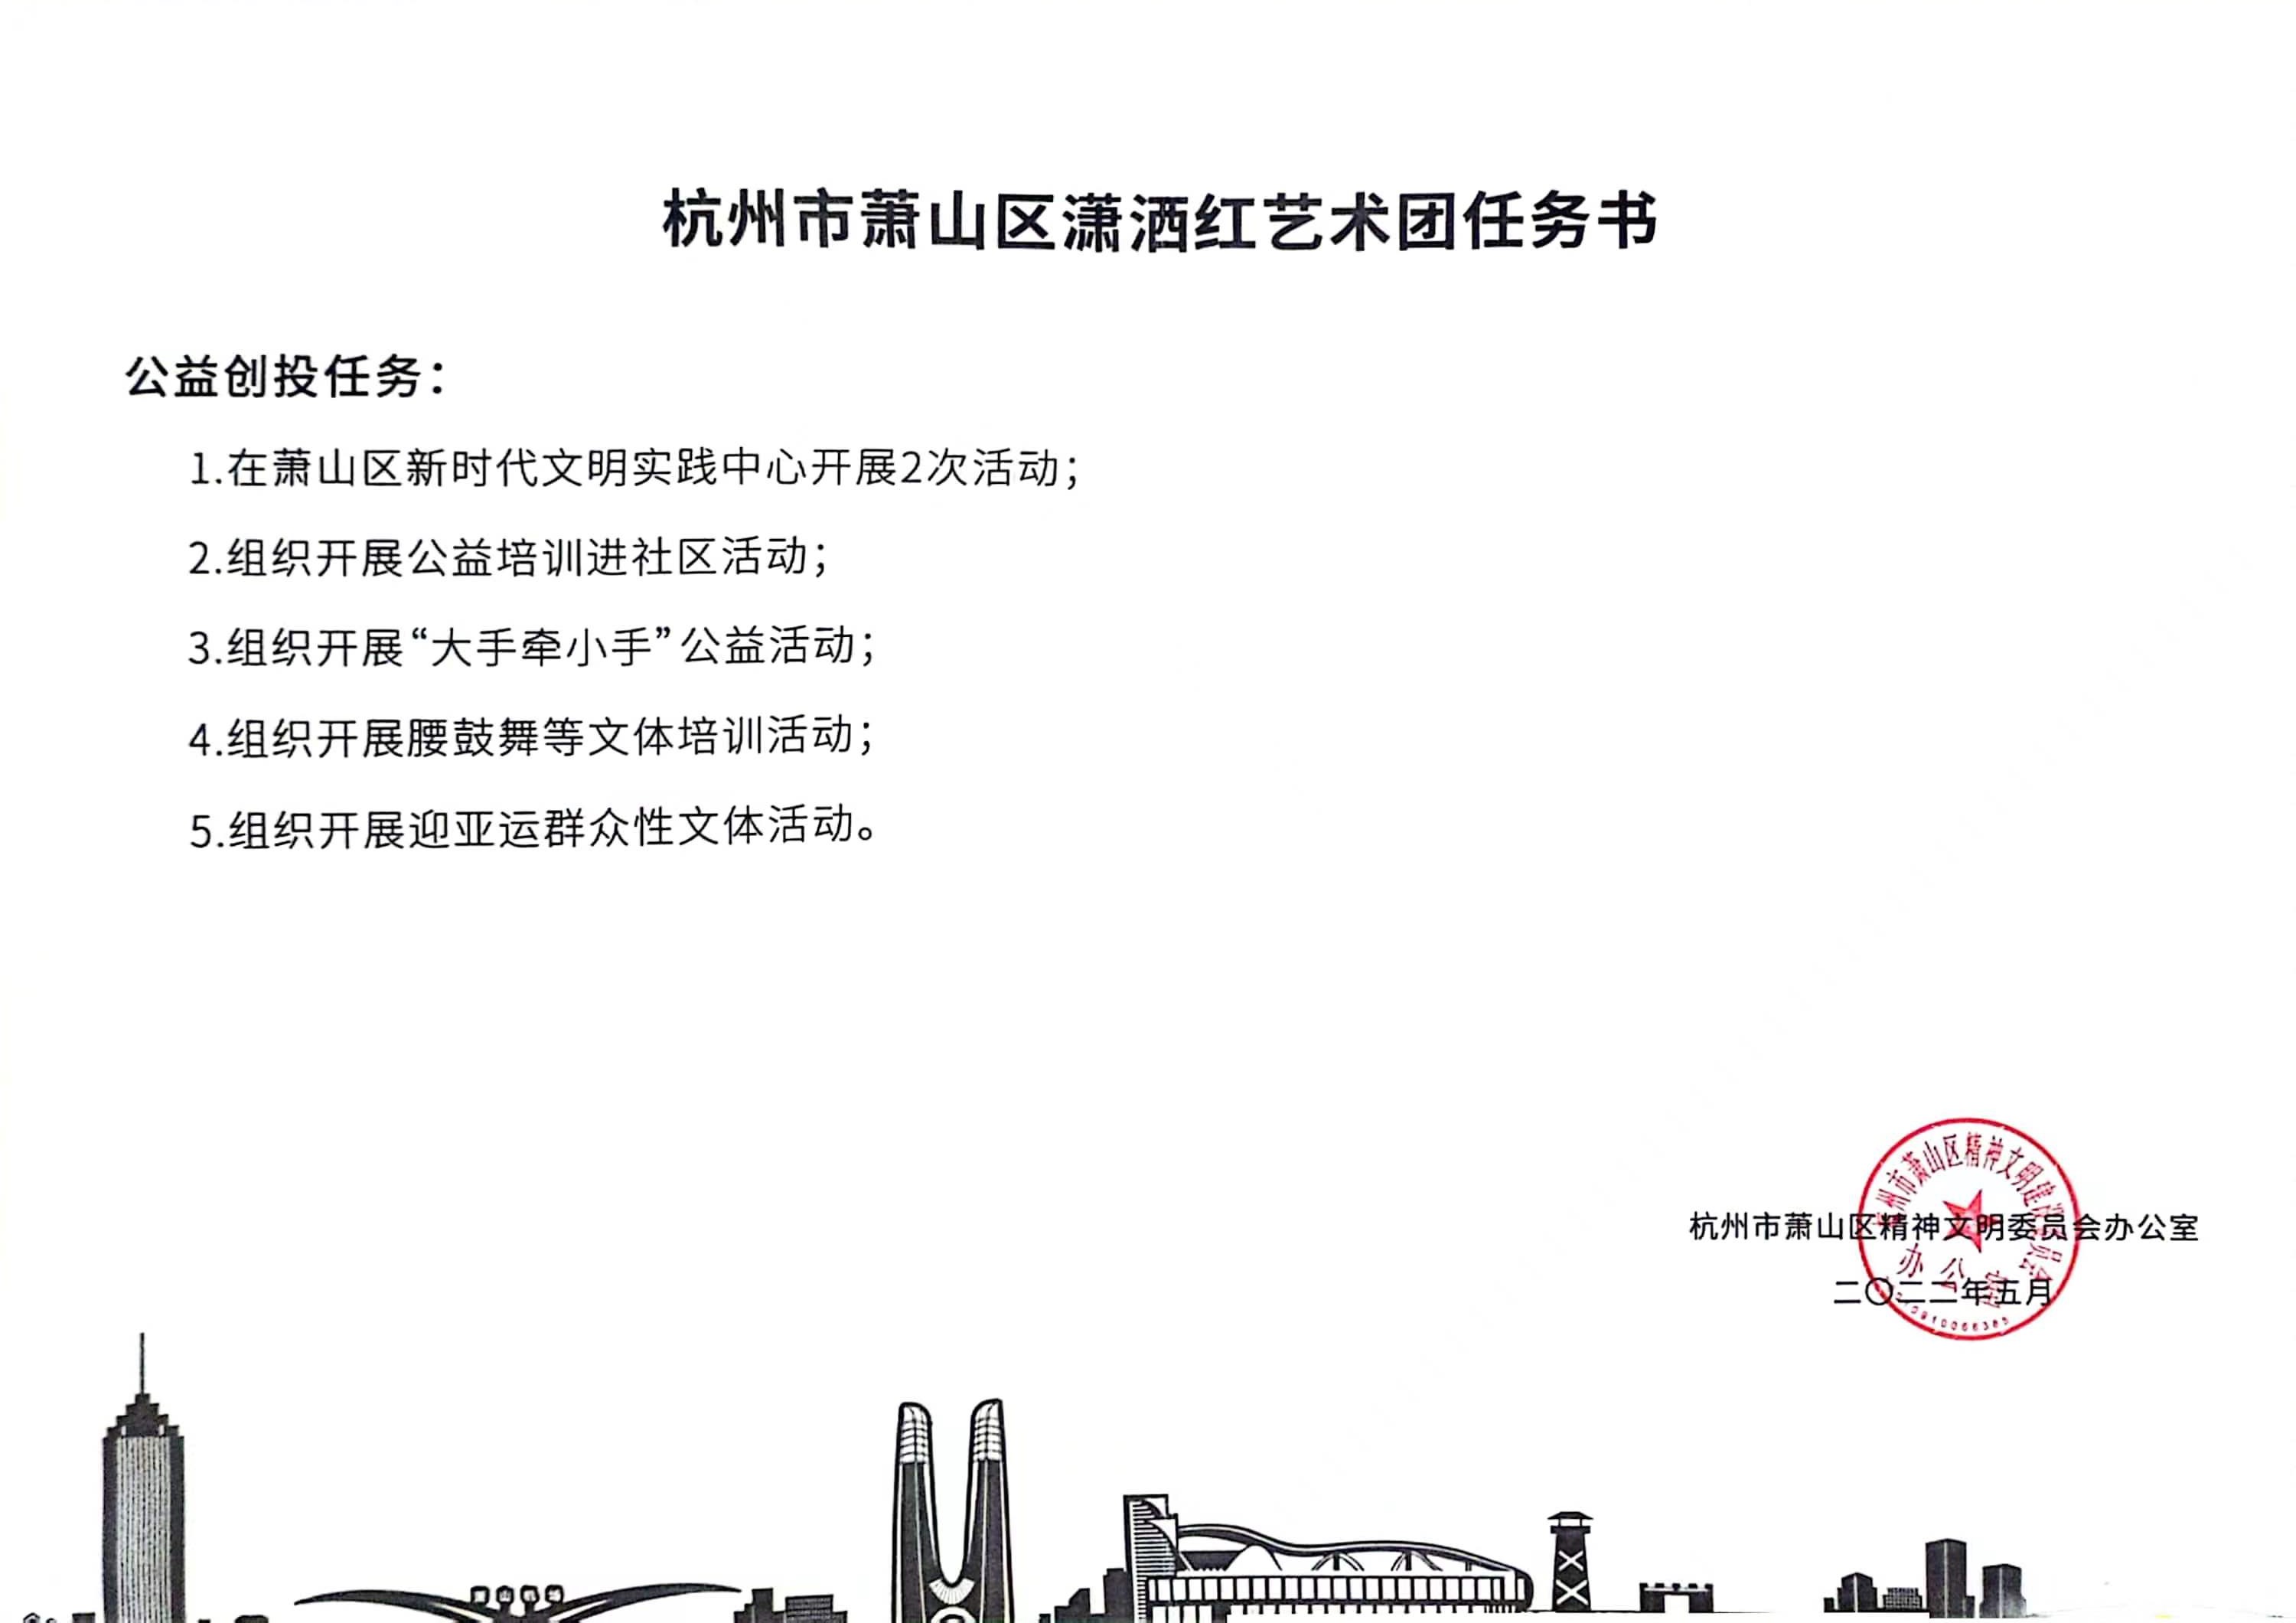 杭州市萧山区潇洒红艺术团任务书
公益创投任务：
1.在萧山区新时代文明实践中心开展2次活动；
2.组织开展公益培训进社区活动；
3.组织开展“大手牵小手”公益活动；
4.组织开展腰鼓舞等文体培训活动；
5.组织开展迎亚运群众性文体活动。
杭州市萧山区精神文明建设委员会
杭州市萧山区精神文明委员会办公室
办公室
二〇二二年五月